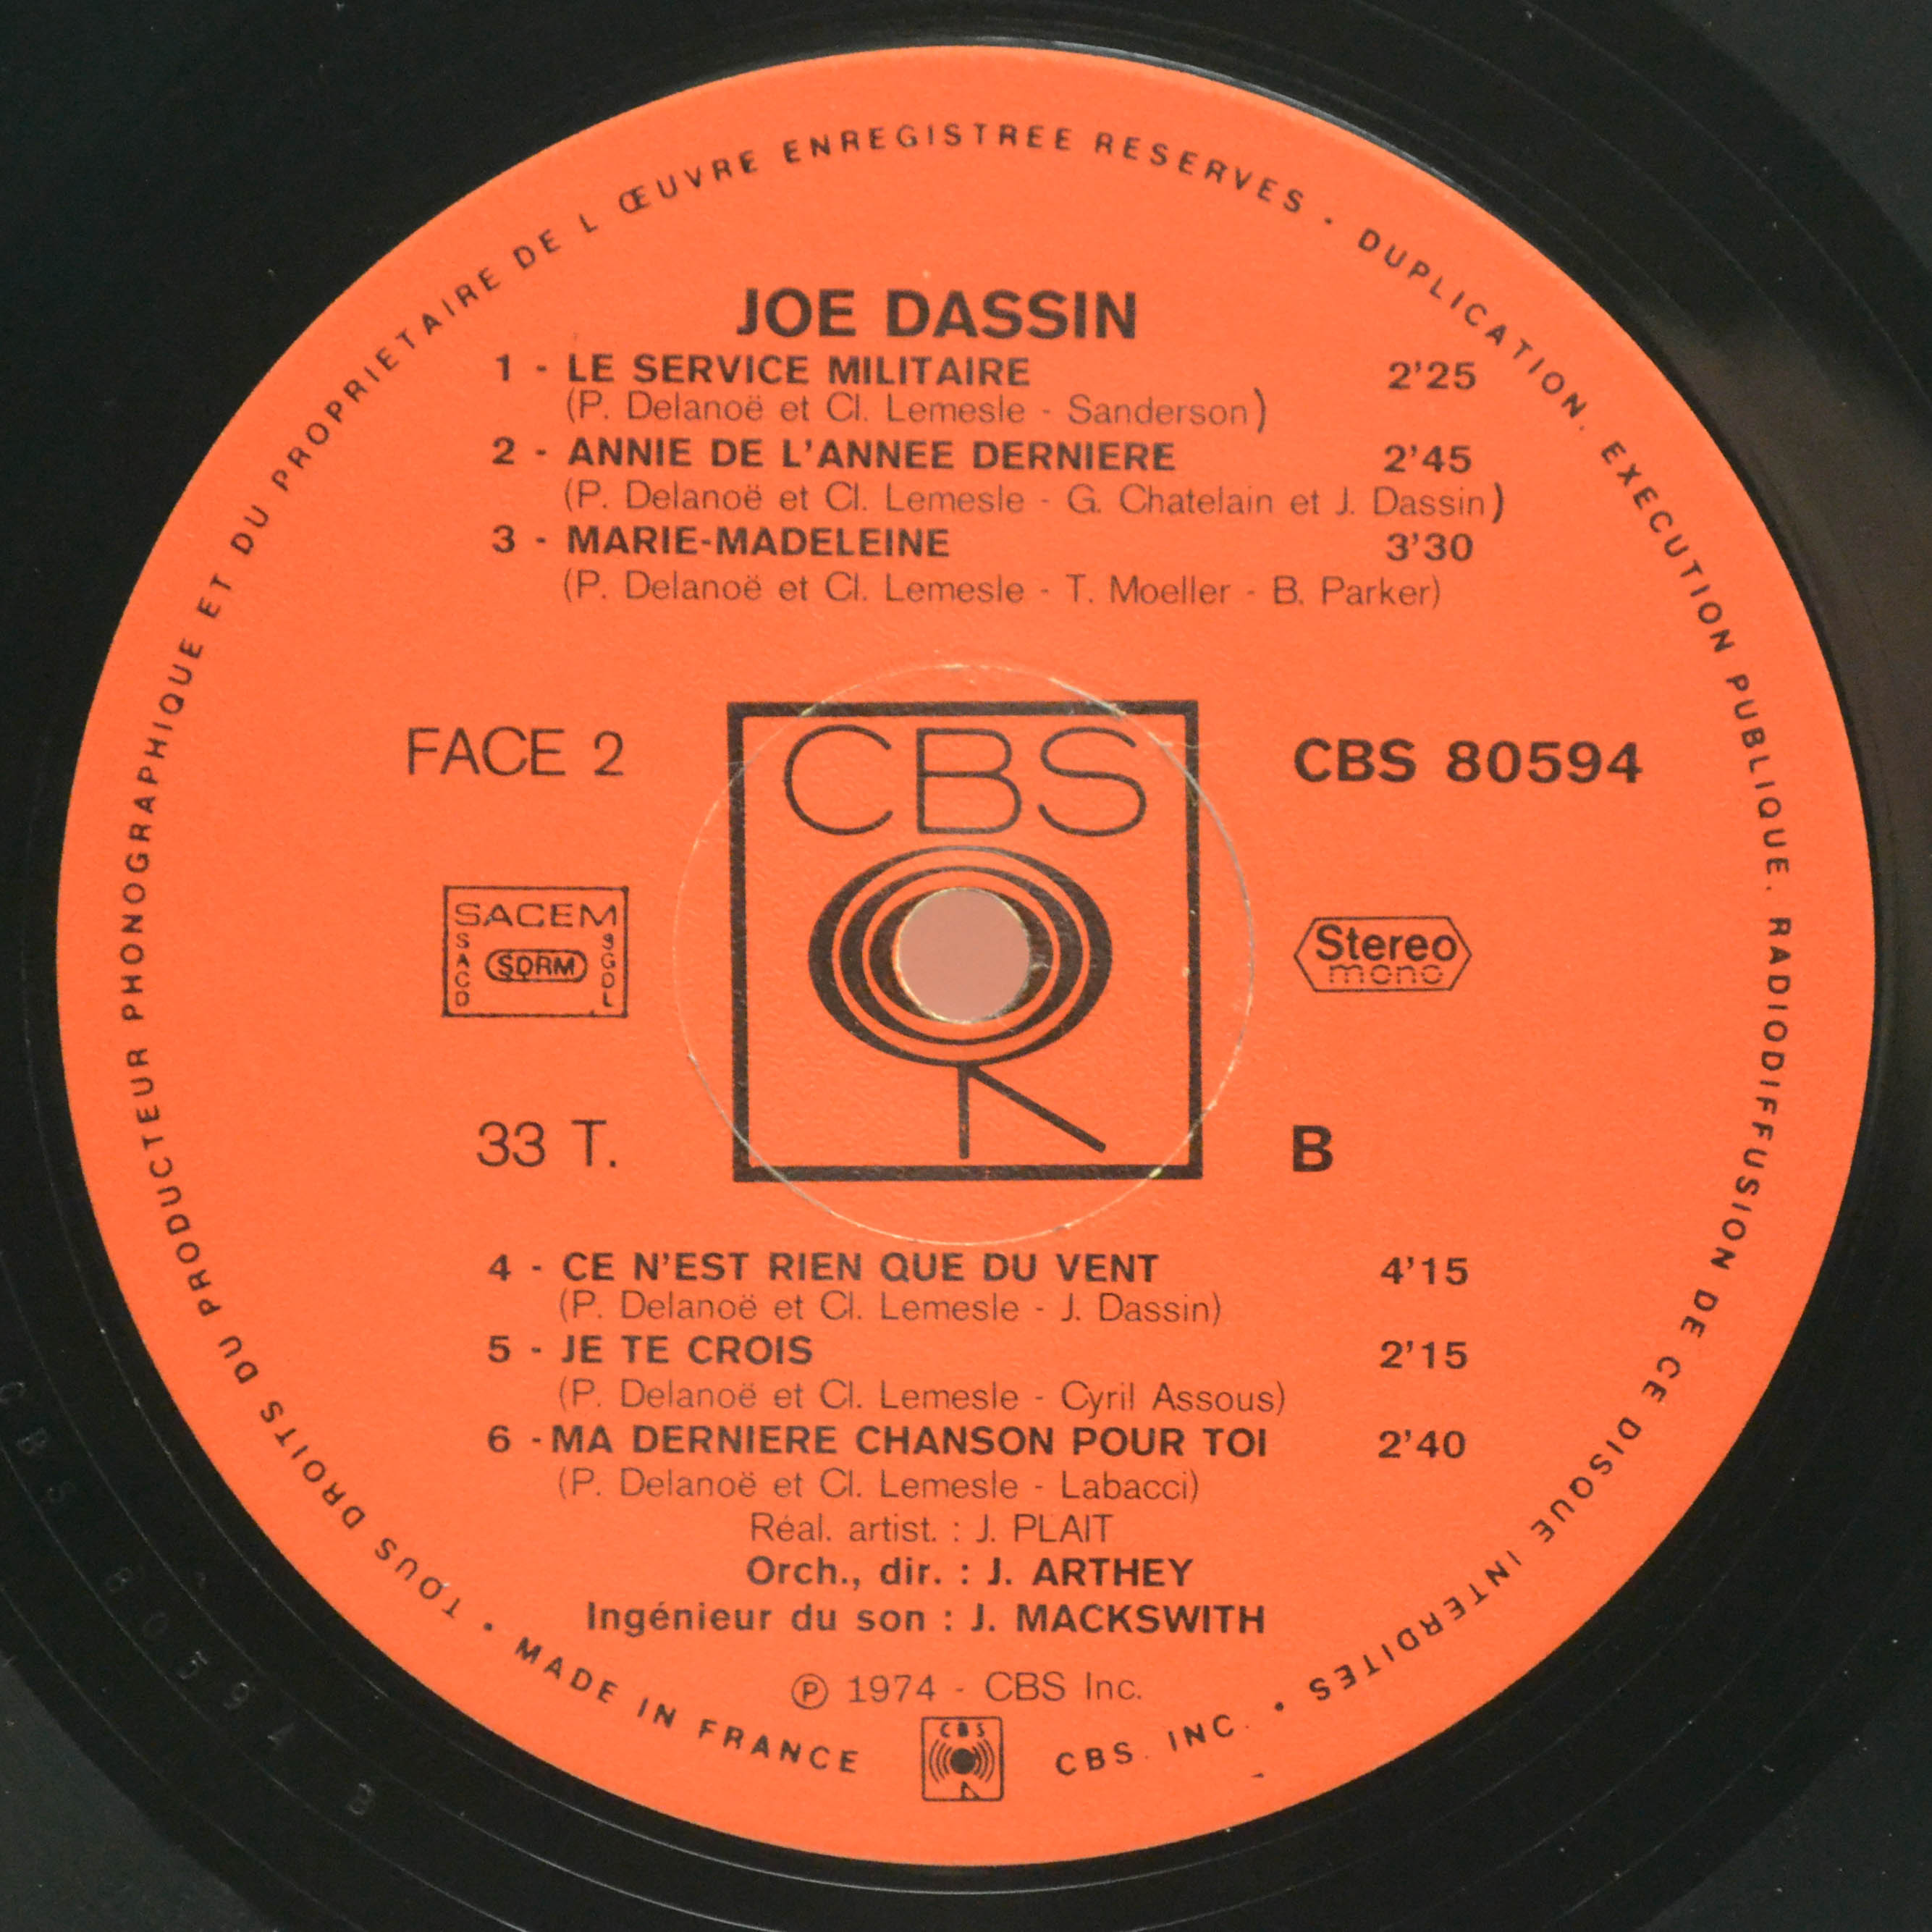 TOUS DROITS DU PRODUCTEUR PHONOGRAPHIQUE ET DU PROPRIETAIRE DE L ŒUVRE ENREGISTREE RESERVES • DUPLICATION. EXECUTION PUBLIQUE. RADIODIFFUSION DE CE DISQUE INTERDITES •
JOE DASSIN
1 - LE SERVICE MILITAIRE 2'25
(P. Delanoë et Cl. Lemesle - Sanderson)
2 - ANNIE DE L'ANNEE DERNIERE 2'45
(P. Delanoë et Cl. Lemesle - G. Chatelain et J. Dassin)
3 - MARIE-MADELEINE 3'30
(P. Delanoë et Cl. Lemesle - T. Moeller - B. Parker)
FACE 2
CBS
CBS 80594
SACEM
SACD
SDRM
SGDL
Stereo
mono
33 T.
B
4 - CE N'EST RIEN QUE DU VENT 4'15
(P. Delanoë et Cl. Lemesle - J. Dassin)
5 - JE TE CROIS 2'15
(P. Delanoë et Cl. Lemesle - Cyril Assous)
6 - MA DERNIERE CHANSON POUR TOI 2'40
(P. Delanoë et Cl. Lemesle - Labacci)
Réal. artist. : J. PLAIT
Orch., dir. : J. ARTHEY
Ingénieur du son : J. MACKSWITH
℗ 1974 - CBS Inc.
• MADE IN FRANCE
CBS
CBS. INC.
CBS 80594 B